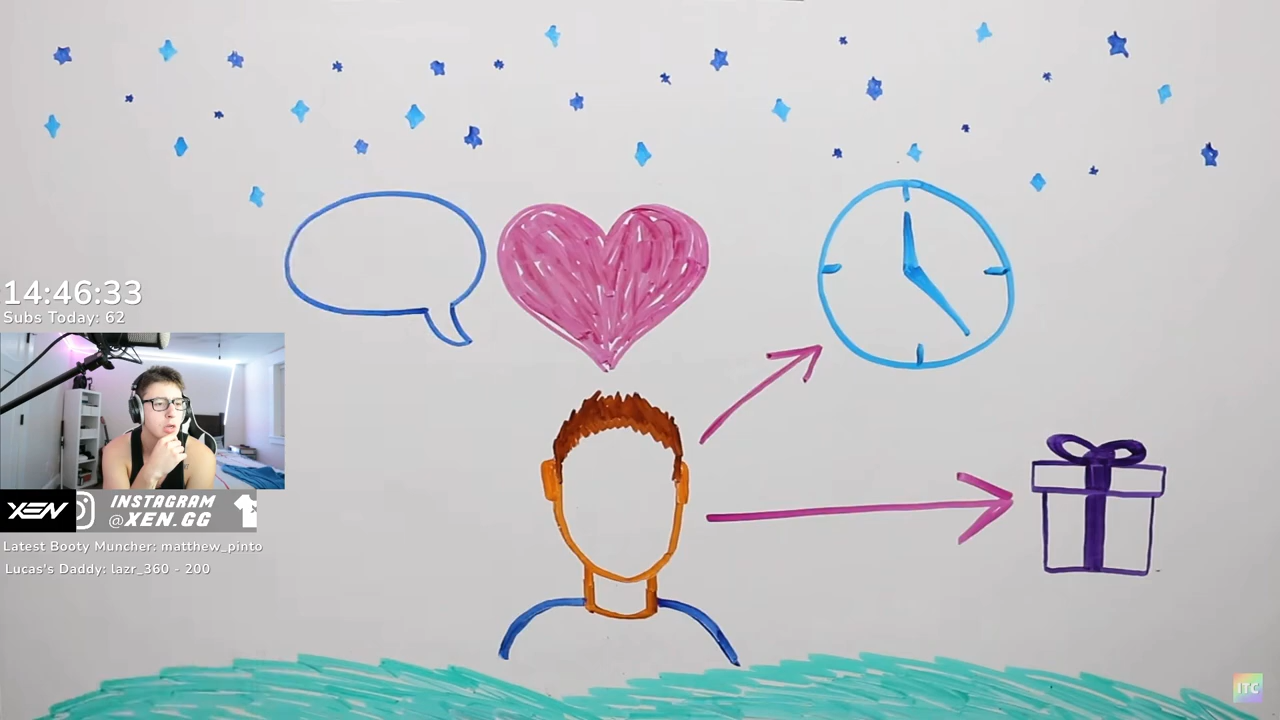 14:46:33
Subs Today: 62
XEN
INSTAGRAM
@XEN.GG
Latest Booty Muncher: matthew_pinto
Lucas's Daddy: lazr_360 - 200
ITC